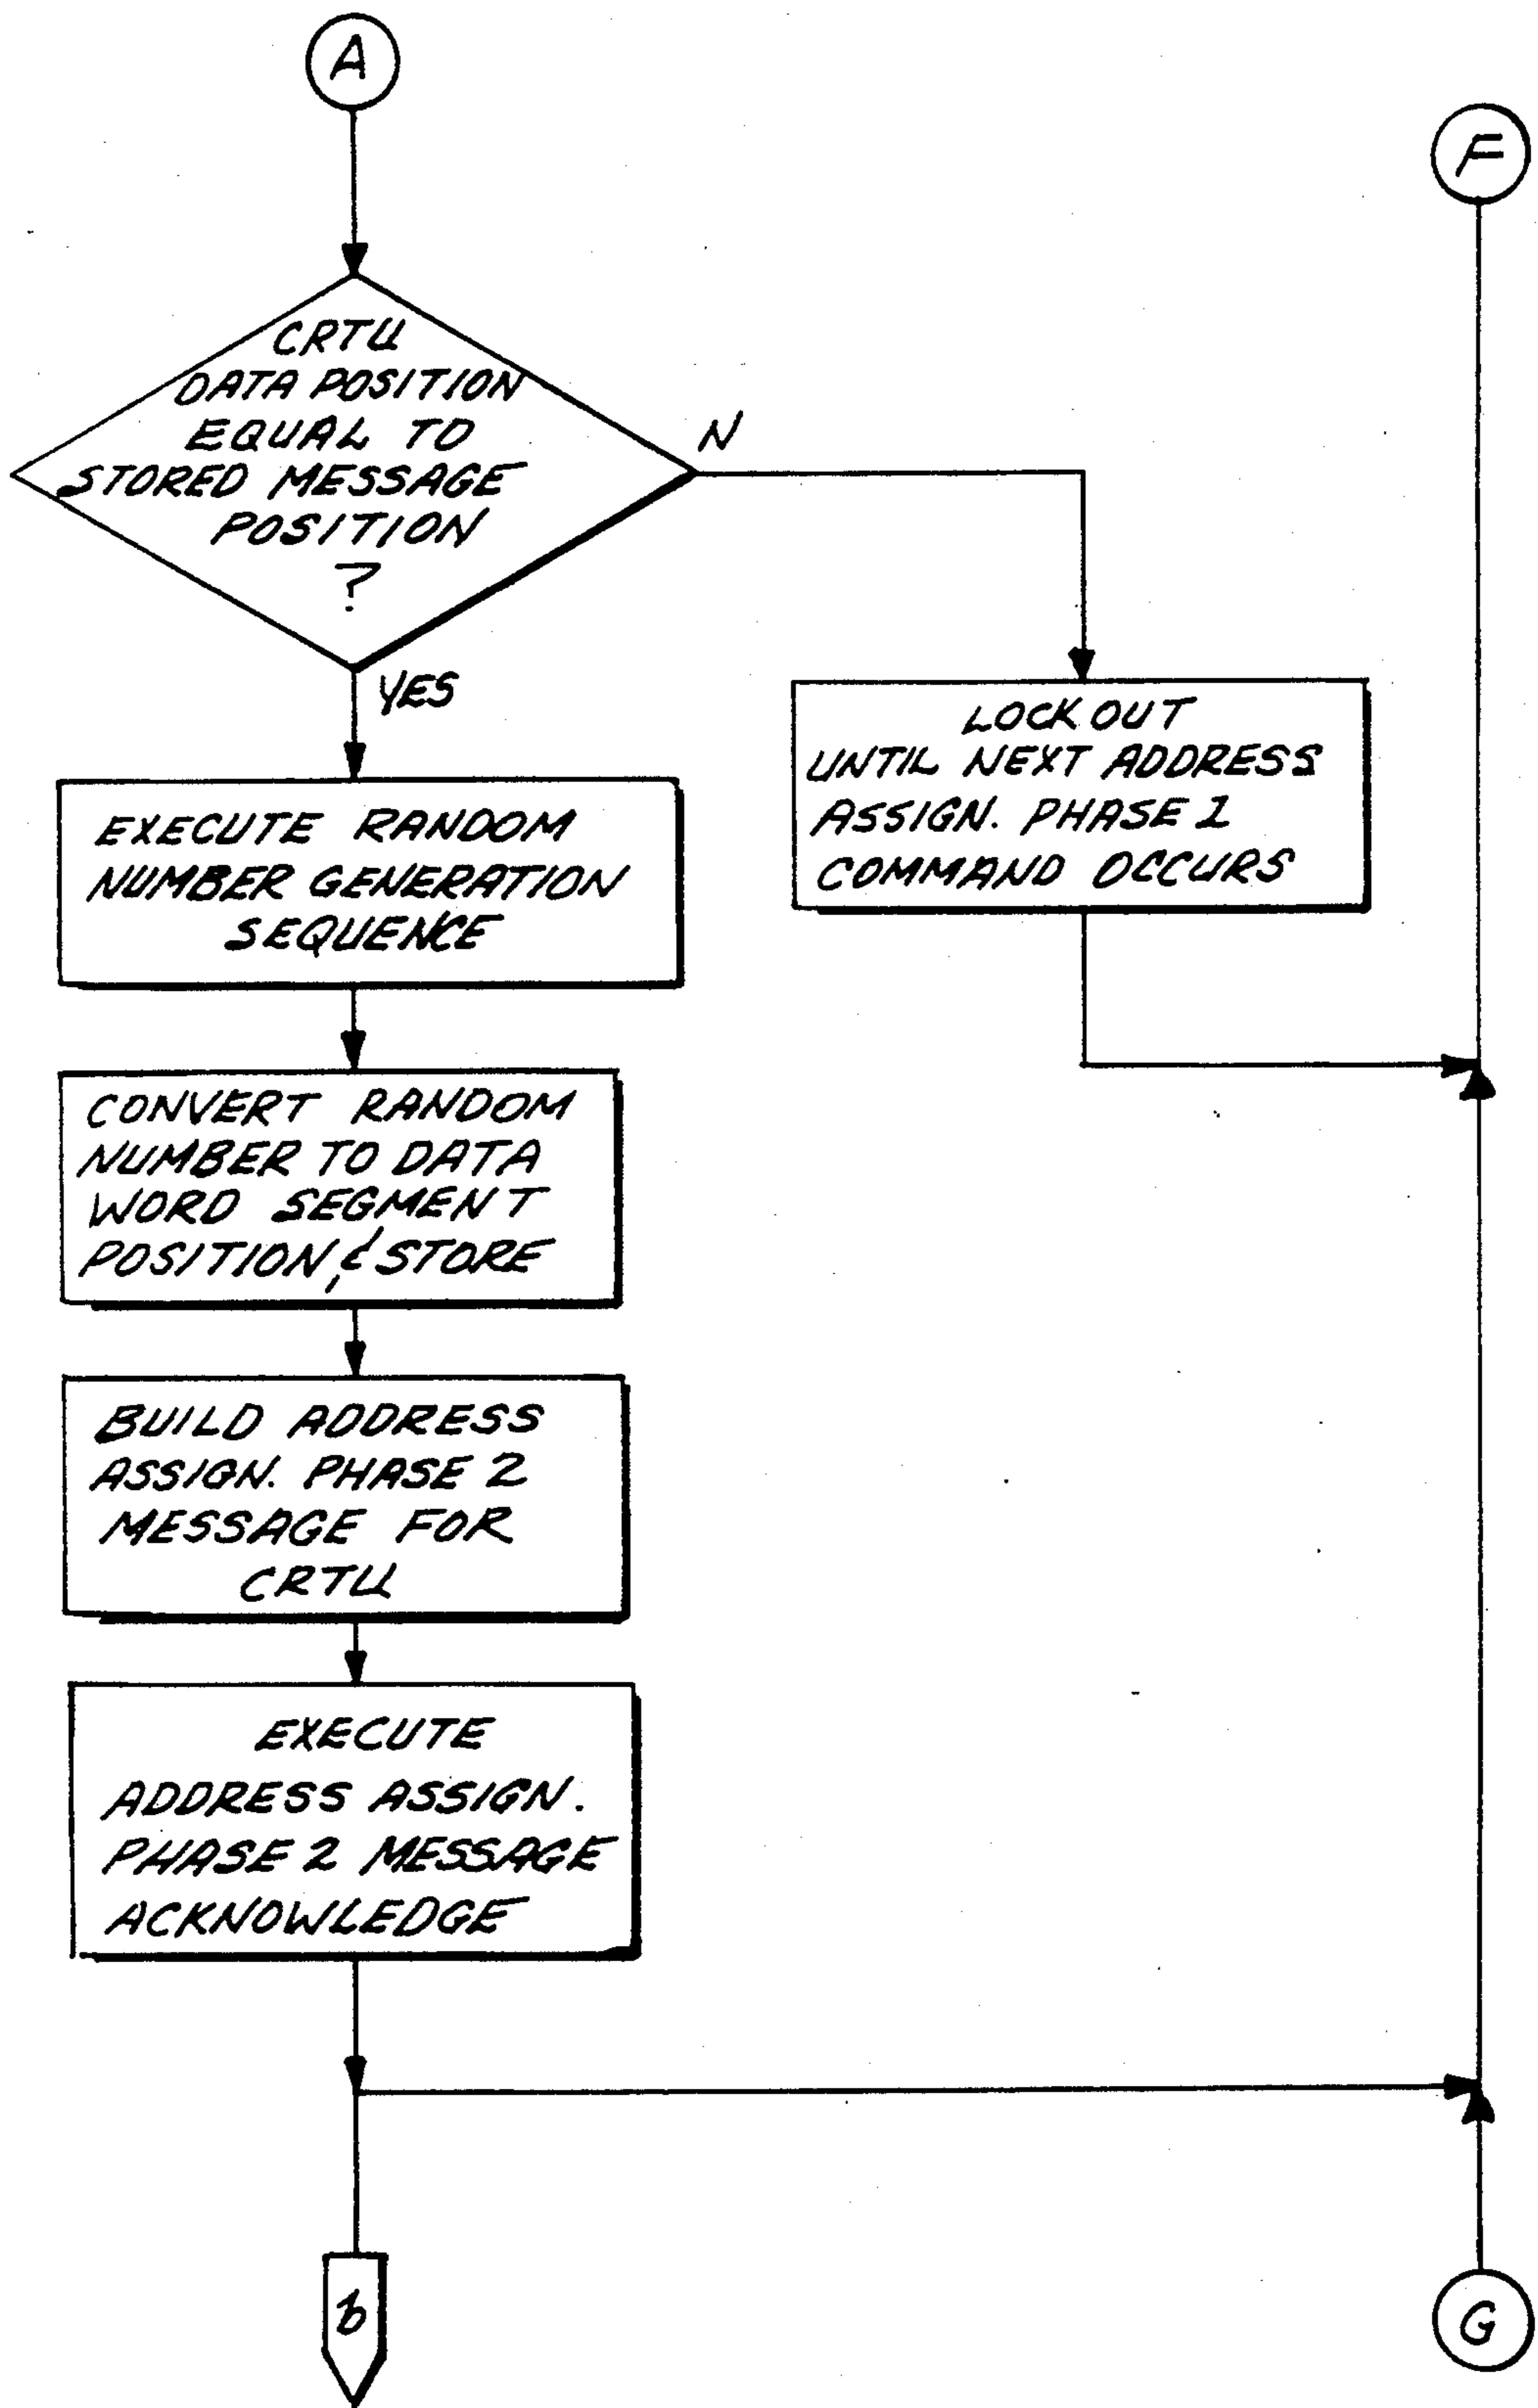 A
F
CRTU
DATA POSITION
EQUAL TO
STORED MESSAGE
POSITION
?
N
YES
LOCKOUT
UNTIL NEXT ADDRESS
ASSIGN. PHASE 1
COMMAND OCCURS
EXECUTE RANDOM
NUMBER GENERATION
SEQUENCE
CONVERT RANDOM
NUMBER TO DATA
WORD SEGMENT
POSITION, & STORE
BUILD ADDRESS
ASSIGN. PHASE 2
MESSAGE FOR
CRTU
EXECUTE
ADDRESS ASSIGN.
PHASE 2 MESSAGE
ACKNOWLEDGE
b
G